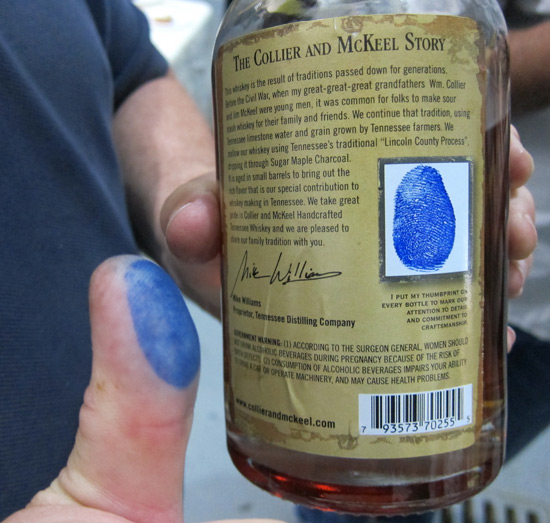 THE COLLIER AND MCKEEL STORY
This whiskey is the result of traditions passed down for generations.
Before the Civil War, when my great-great-great grandfathers Wm. Collier
and Jim McKeel were young men, it was common for folks to make sour
mash whiskey for their family and friends. We continue that tradition, using
Tennessee limestone water and grain grown by Tennessee farmers. We
mellow our whiskey using Tennessee's traditional "Lincoln County Process",
dripping it through Sugar Maple Charcoal.
It is aged in small barrels to bring out the
rich flavor that is our special contribution to
whiskey making in Tennessee. We take great
pride in Collier and McKeel Handcrafted
Tennessee Whiskey and we are pleased to
share our family tradition with you.
Mike Williams
Mike Williams
Proprietor, Tennessee Distilling Company
I PUT MY THUMBPRINT ON
EVERY BOTTLE TO MARK OUR
ATTENTION TO DETAIL
AND COMMITMENT TO
CRAFTSMANSHIP.
GOVERNMENT WARNING: (1) ACCORDING TO THE SURGEON GENERAL, WOMEN SHOULD
NOT DRINK ALCOHOLIC BEVERAGES DURING PREGNANCY BECAUSE OF THE RISK OF
BIRTH DEFECTS. (2) CONSUMPTION OF ALCOHOLIC BEVERAGES IMPAIRS YOUR ABILITY
TO DRIVE A CAR OR OPERATE MACHINERY, AND MAY CAUSE HEALTH PROBLEMS.
www.collierandmckeel.com
7 93573 70255 5